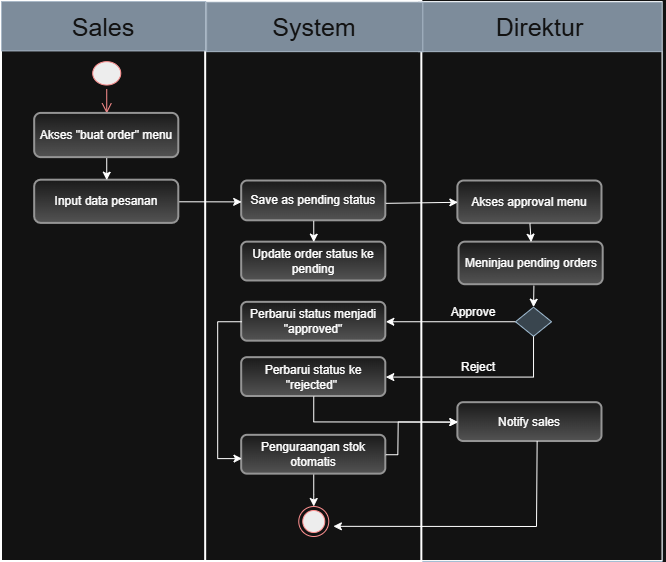 Sales
System
Direktur
Akses "buat order" menu
Input data pesanan
Save as pending status
Akses approval menu
Update order status ke
pending
Meninjau pending orders
Perbarui status menjadi
"approved"
Approve
Perbarui status ke
"rejected"
Reject
Notify sales
Penguraangan stok
otomatis